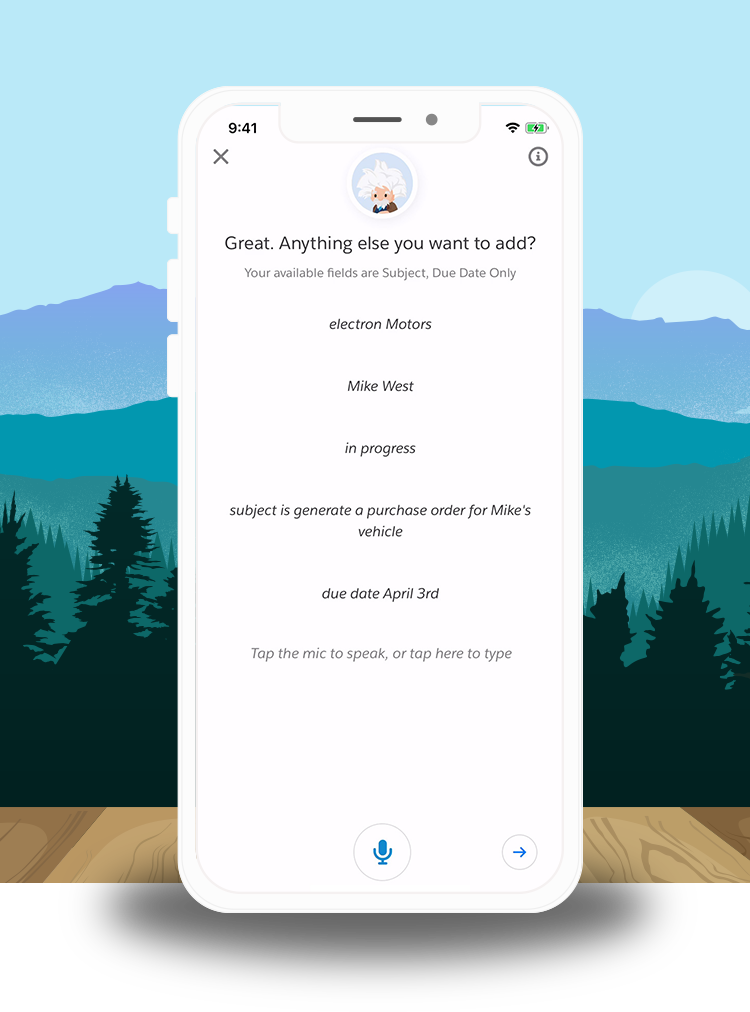 9:41
Great. Anything else you want to add?
Your available fields are Subject, Due Date Only
electron Motors
Mike West
in progress
subject is generate a purchase order for Mike's
vehicle
due date April 3rd
Tap the mic to speak, or tap here to type